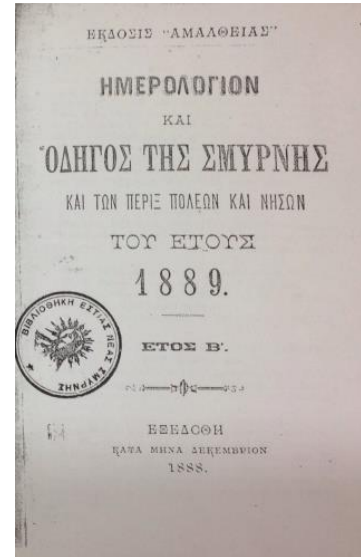 ΕΚΔΟΣΙΣ "ΑΜΑΛΘΕΙΑΣ"
ΗΜΕΡΟΛΟΓΙΟΝ
ΚΑΙ
ὉΔΗΓΟΣ ΤΗΣ ΣΜΥΡΝΗΣ
ΚΑΙ ΤΩΝ ΠΕΡΙΞ ΠΟΛΕΩΝ ΚΑΙ ΝΗΣΩΝ
ΤΟΥ ΕΤΟΥΣ
1889.
ΕΤΟΣ Β'.
ΒΙΒΛΙΟΘΗΚΗ ΕΣΤΙΑΣ ΝΕΑΣ ΣΜΥΡΝΗΣ
ΕΞΕΔΟΘΗ
ΚΑΤΑ ΜΗΝΑ ΔΕΚΕΜΒΡΙΟΝ
1888.